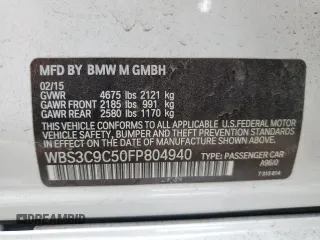 MFD BY BMW M GMBH
02/15
GVWR 4675 lbs 2121 kg
GAWR FRONT 2185 lbs 991 kg
GAWR REAR 2580 lbs 1170 kg
THIS VEHICLE CONFORMS TO ALL APPLICABLE U.S. FEDERAL MOTOR
VEHICLE SAFETY, BUMPER, AND THEFT PREVENTION STANDARDS
IN EFFECT ON THE DATE OF MANUFACTURE SHOWN ABOVE.
WBS3C9C50FP804940 TYPE: PASSENGER CAR
A96/0
DREAMBID